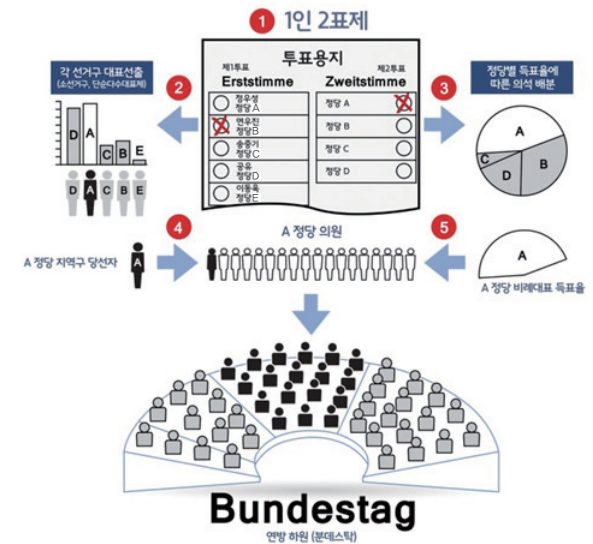 1 1인 2표제
투표용지
제1투표 제2투표
Erststimme Zweitstimme
정우성
정당A
연우진
정당B
송중기
정당C
공유
정당D
이동욱
정당E
정당 A
정당 B
정당 C
정당 D
2
각 선거구 대표선출
(소선거구, 단순다수대표제)
D A C B E
D A C B E
3
정당별 득표율에
따른 의석 배분
A
B
C
D
4
A 정당 지역구 당선자
A
A 정당 의원
5
A
A 정당 비례대표 득표율
Bundestag
연방 하원 (분데스탁)